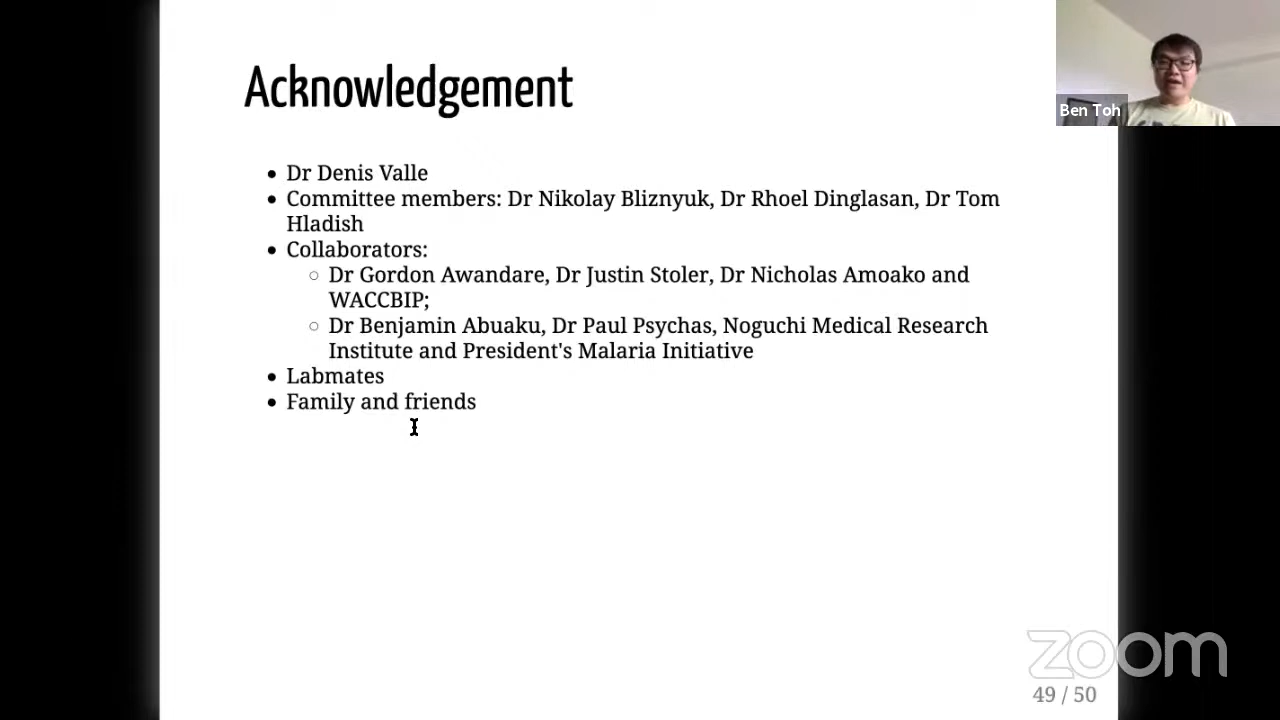 Acknowledgement
Ben Toh
• Dr Denis Valle
• Committee members: Dr Nikolay Bliznyuk, Dr Rhoel Dinglasan, Dr Tom
Hladish
• Collaborators:
○ Dr Gordon Awandare, Dr Justin Stoler, Dr Nicholas Amoako and
WACCBIP;
○ Dr Benjamin Abuaku, Dr Paul Psychas, Noguchi Medical Research
Institute and President's Malaria Initiative
• Labmates
• Family and friends
zoom
49 / 50